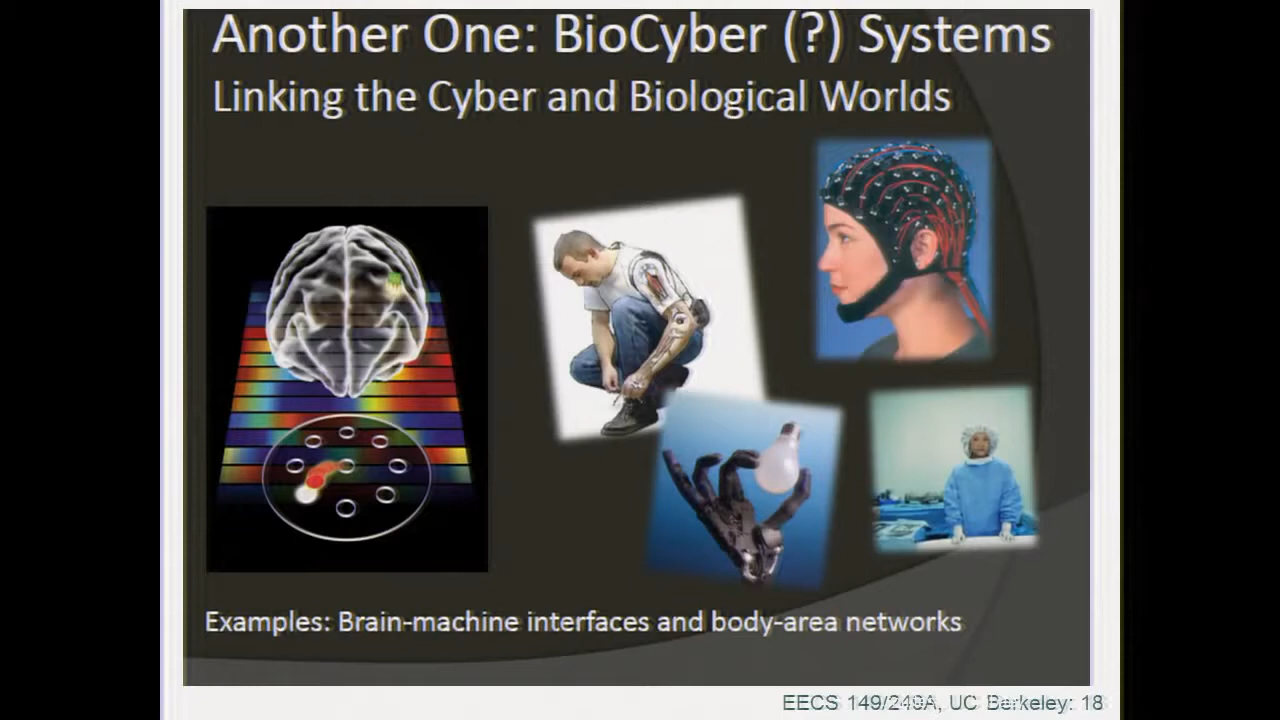 Another One: BioCyber (?) Systems
Linking the Cyber and Biological Worlds
Examples: Brain-machine interfaces and body-area networks
EECS 149/249A, UC Berkeley: 18